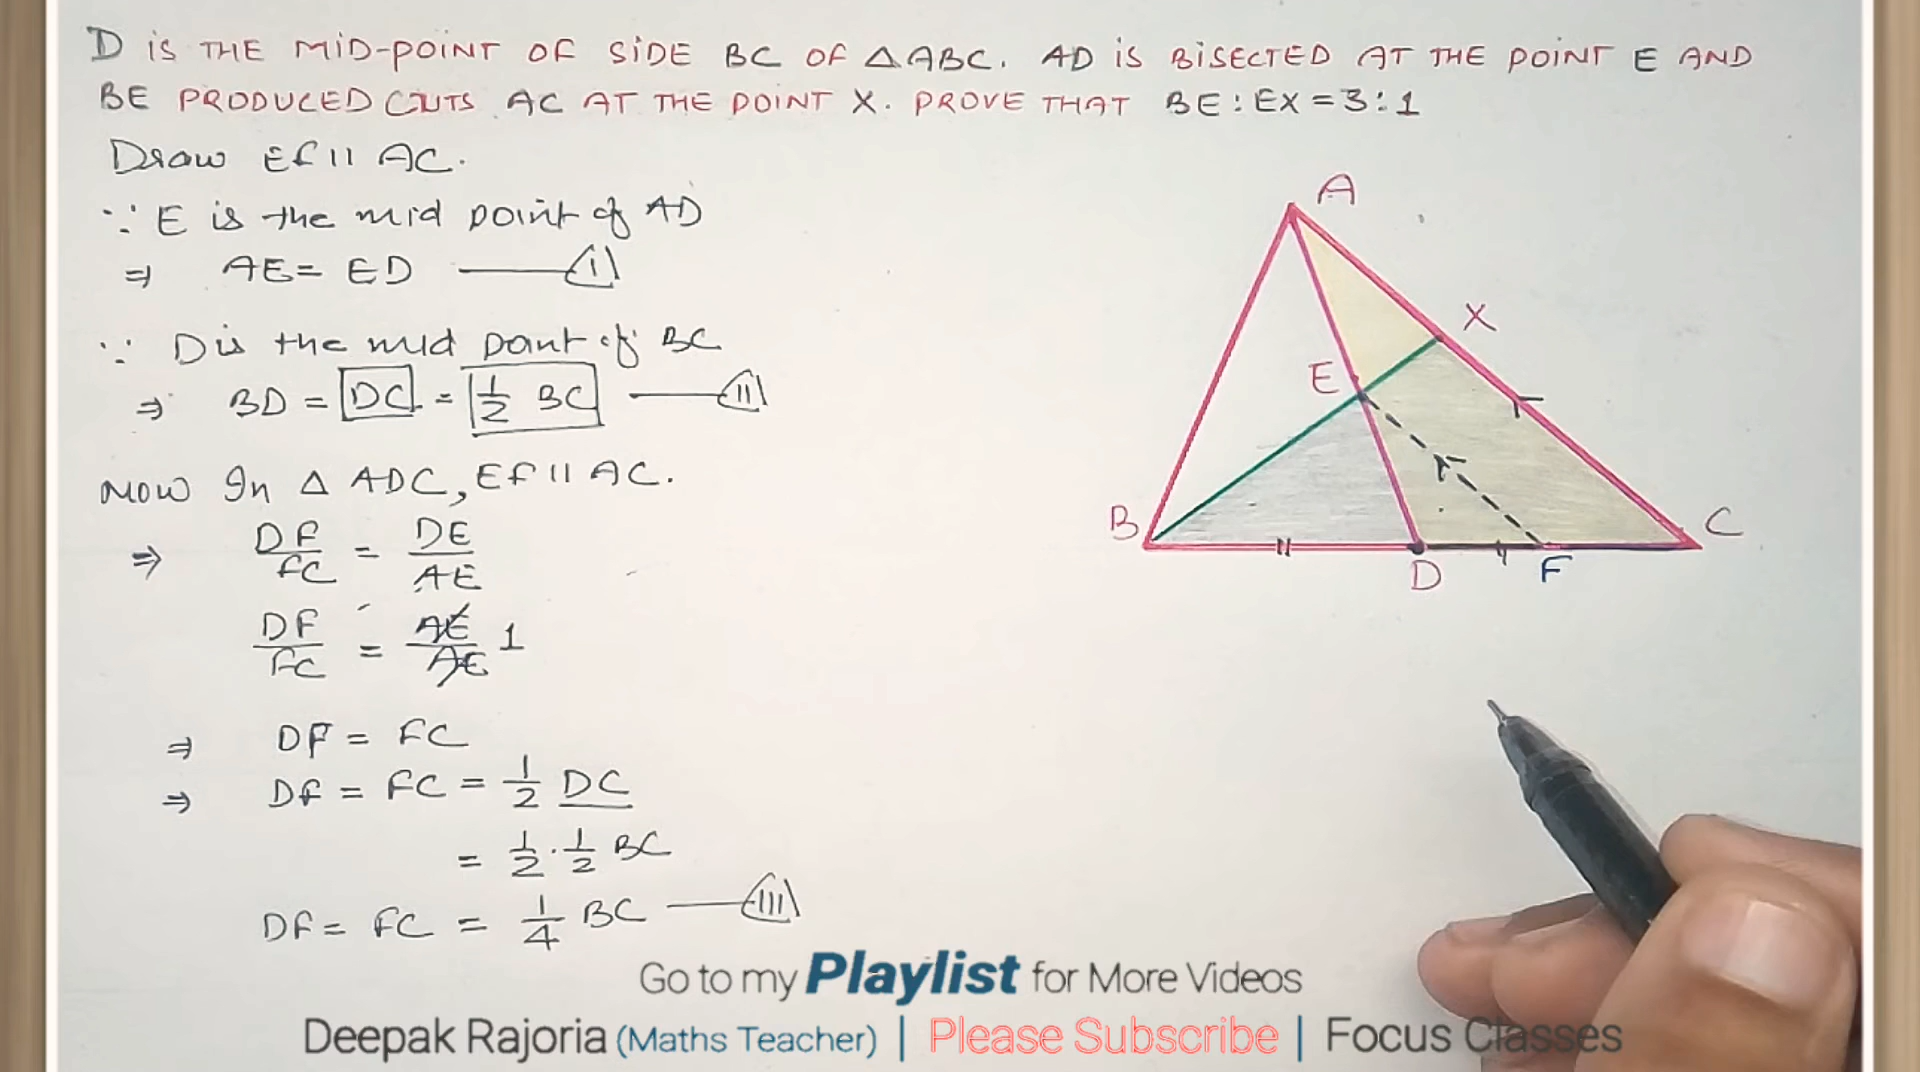 D is THE MID-POINT OF SIDE BC OF △ABC. AD is BISECTED AT THE POINT E AND
BE PRODUCED CUTS AC AT THE POINT X. PROVE THAT BE:EX=3:1
Draw EF || AC.
∵ E is the mid point of AD
⇒ AE = ED —— (I)
∵ D is the mid point of BC
⇒ BD = DC = 1/2 BC —— (II)
Now In △ ADC, EF || AC.
⇒ DF/FC = DE/AE
DF/FC = AE/AE 1
⇒ DF = FC
⇒ DF = FC = 1/2 DC
= 1/2 · 1/2 BC
DF = FC = 1/4 BC —— (III)
A
X
E
B
C
D
F
Go to my Playlist for More Videos
Deepak Rajoria (Maths Teacher) | Please Subscribe | Focus Classes